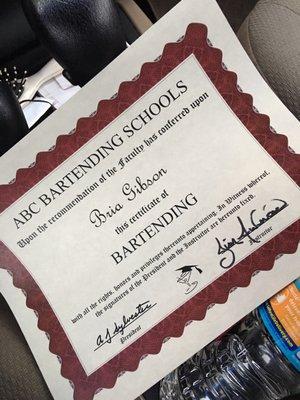 ABC BARTENDING SCHOOLS
Upon the recommendation of the Faculty has conferred upon
Bria Gibson
this certificate of
BARTENDING
with all the rights, honors and privileges thereunto appertaining. In Witness whereof,
the signatures of the President and the Instructor are hereunto fixed.
A J Sylvester
President
Instructor